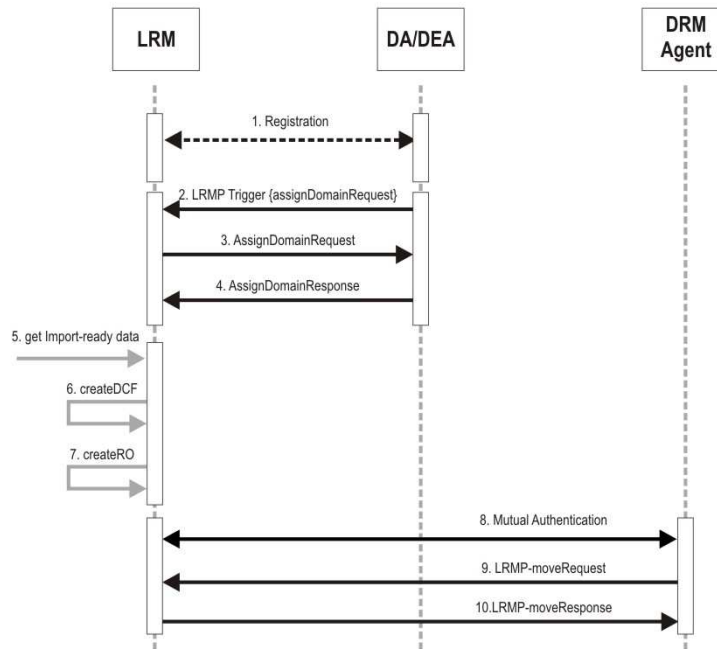 LRM
DA/DEA
DRM
Agent
1. Registration
2. LRMP Trigger {assignDomainRequest}
3. AssignDomainRequest
4. AssignDomainResponse
5. get Import-ready data
6. createDCF
7. createRO
8. Mutual Authentication
9. LRMP-moveRequest
10.LRMP-moveResponse